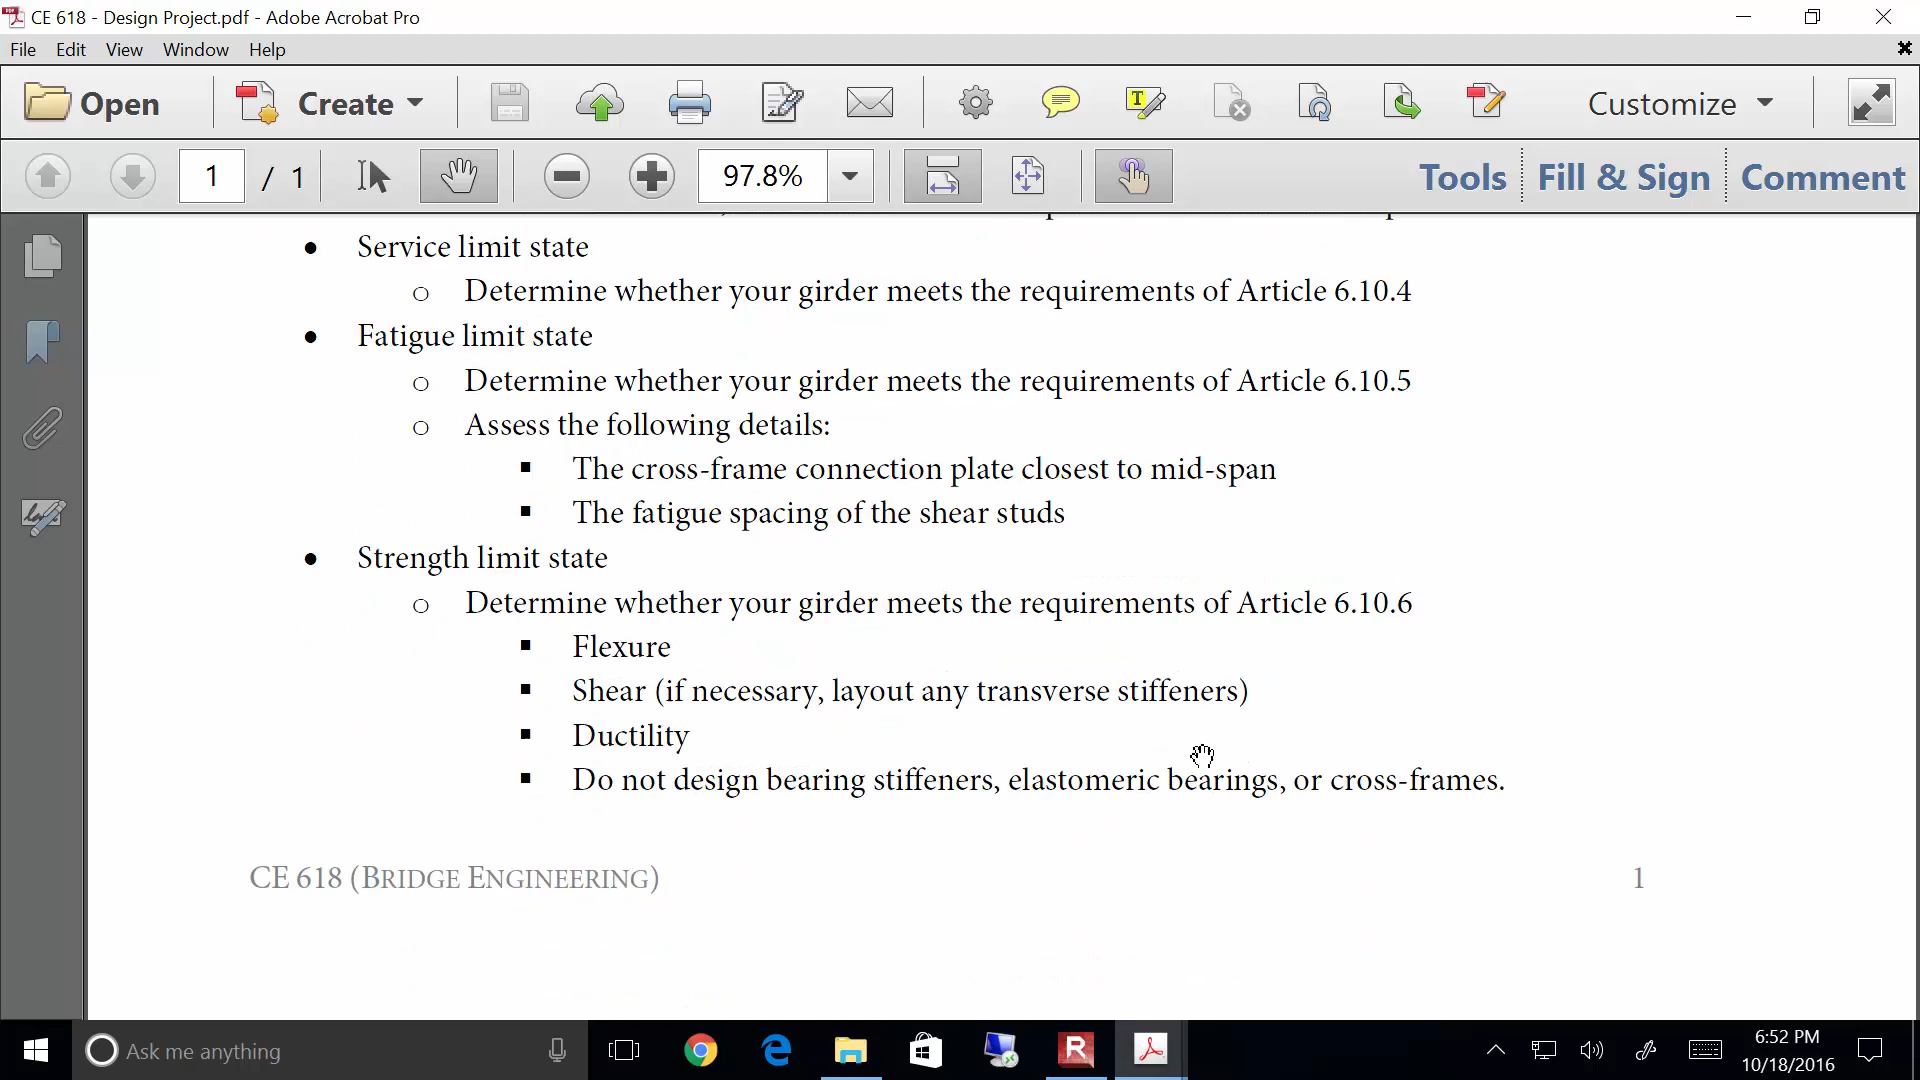 CE 618 - Design Project.pdf - Adobe Acrobat Pro
File Edit View Window Help
Open Create Customize
1 / 1 97.8% Tools Fill & Sign Comment
• Service limit state
o Determine whether your girder meets the requirements of Article 6.10.4
• Fatigue limit state
o Determine whether your girder meets the requirements of Article 6.10.5
o Assess the following details:
▪ The cross-frame connection plate closest to mid-span
▪ The fatigue spacing of the shear studs
• Strength limit state
o Determine whether your girder meets the requirements of Article 6.10.6
▪ Flexure
▪ Shear (if necessary, layout any transverse stiffeners)
▪ Ductility
▪ Do not design bearing stiffeners, elastomeric bearings, or cross-frames.
CE 618 (BRIDGE ENGINEERING) 1
Ask me anything
6:52 PM
10/18/2016